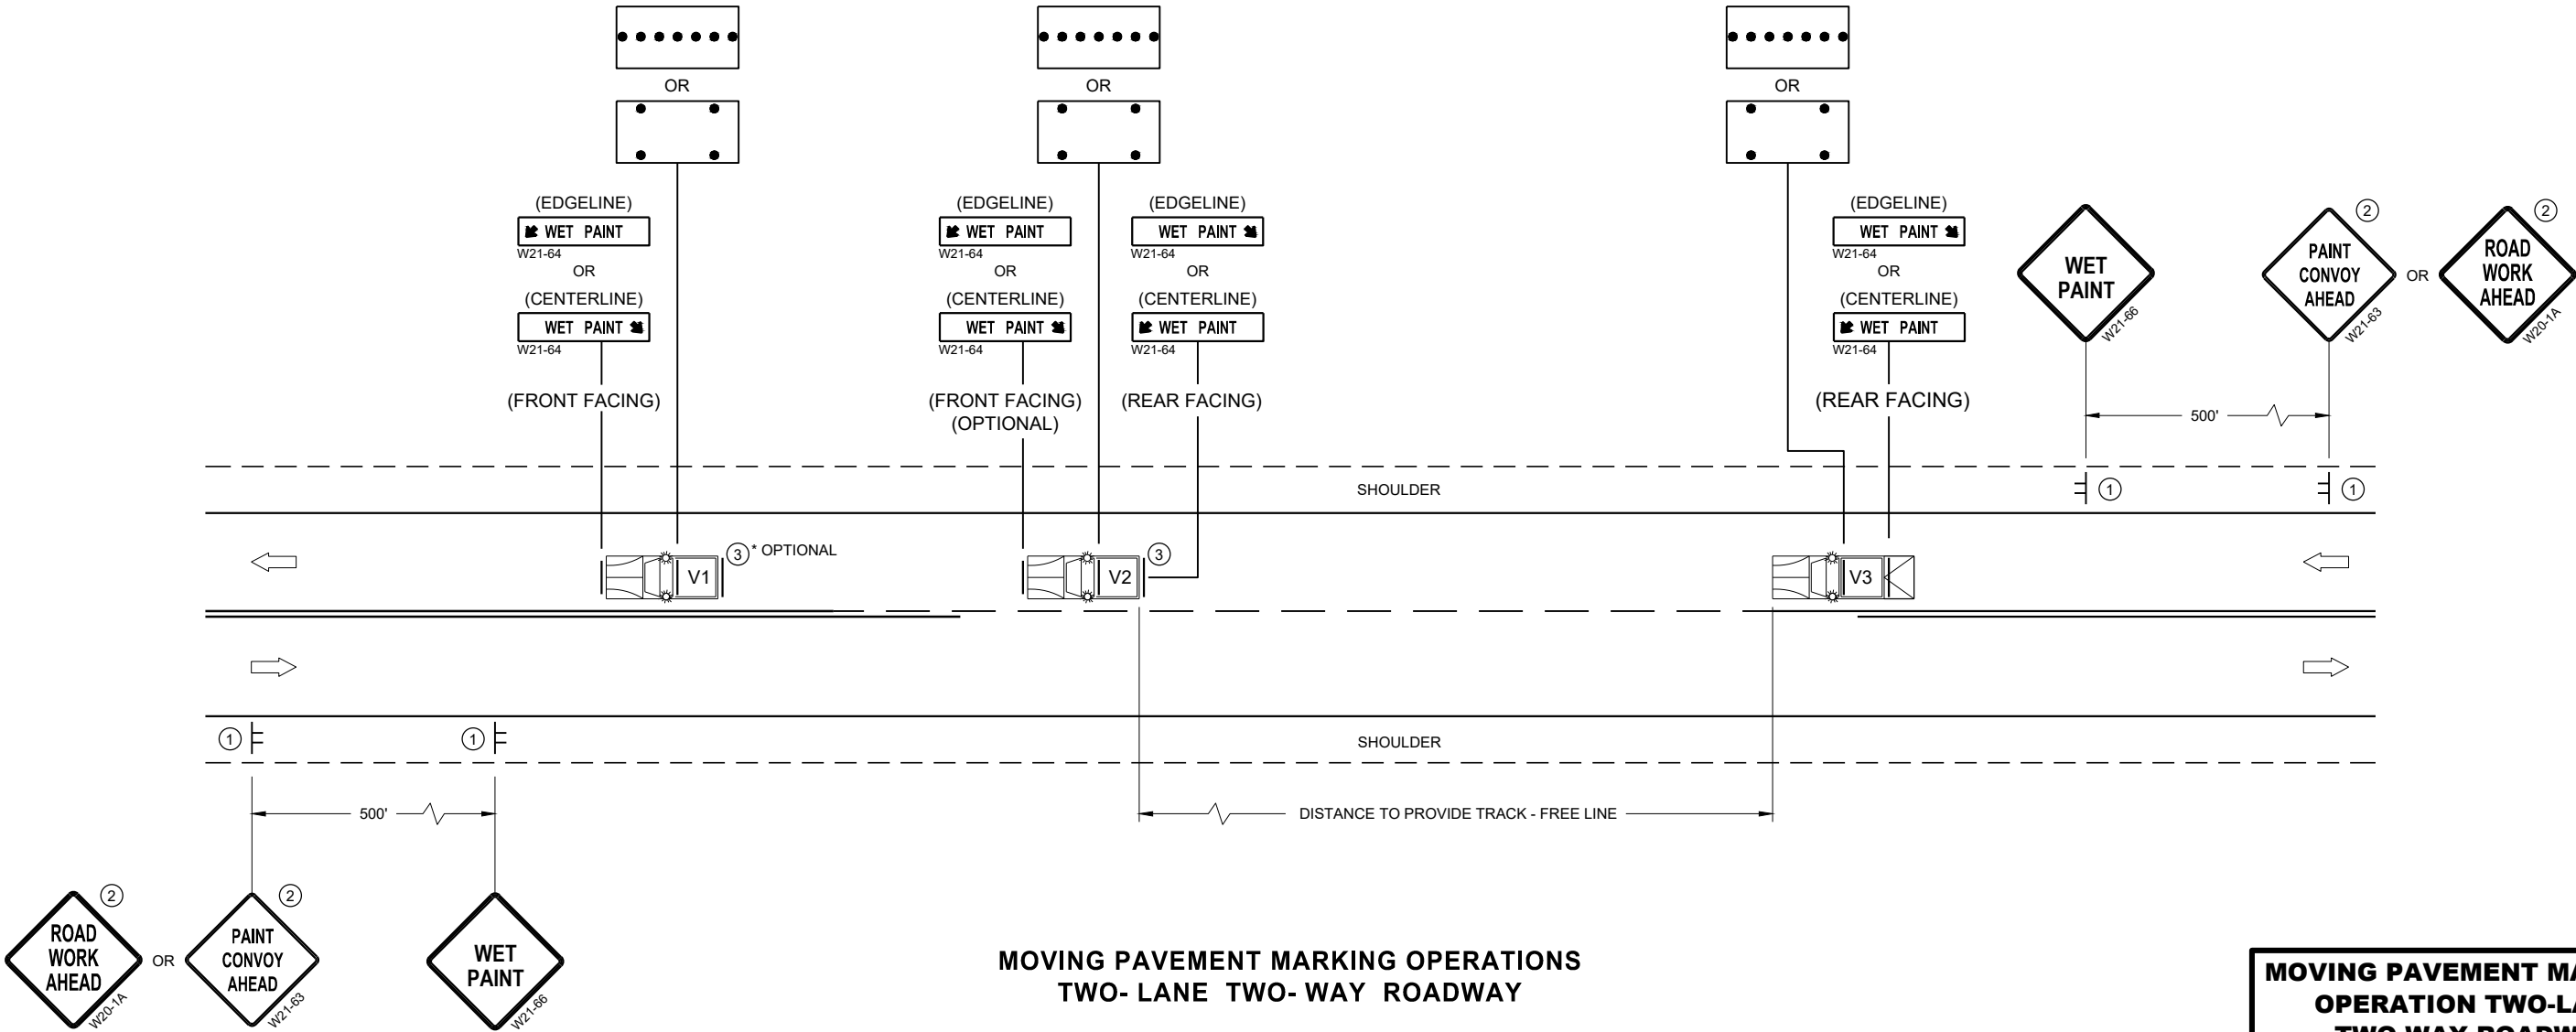 OR
OR
OR
(EDGELINE)
WET PAINT
W21-64
OR
(CENTERLINE)
WET PAINT
W21-64
(FRONT FACING)
(EDGELINE)
WET PAINT
W21-64
OR
(CENTERLINE)
WET PAINT
W21-64
(FRONT FACING)
(OPTIONAL)
(EDGELINE)
WET PAINT
W21-64
OR
(CENTERLINE)
WET PAINT
W21-64
(REAR FACING)
(EDGELINE)
WET PAINT
W21-64
OR
(CENTERLINE)
WET PAINT
W21-64
(REAR FACING)
WET
PAINT
W21-66
2
PAINT
CONVOY
AHEAD
W21-63
OR
2
ROAD
WORK
AHEAD
W20-1A
500'
SHOULDER
1
1
V1
3 * OPTIONAL
V2
3
V3
1
1
SHOULDER
500'
DISTANCE TO PROVIDE TRACK - FREE LINE
2
ROAD
WORK
AHEAD
W20-1A
OR
2
PAINT
CONVOY
AHEAD
W21-63
WET
PAINT
W21-66
MOVING PAVEMENT MARKING OPERATIONS
TWO- LANE TWO- WAY ROADWAY
MOVING PAVEMENT
OPERATION